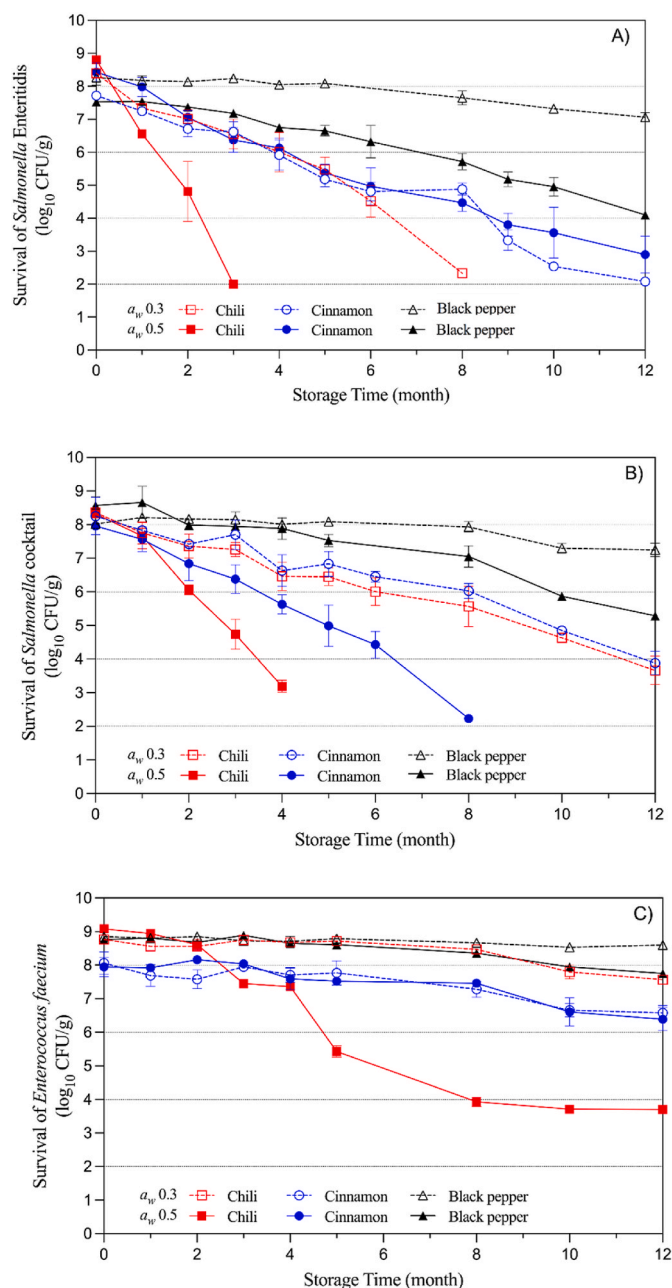 A)
Survival of Salmonella Enteritidis
(log10 CFU/g)
10
9
8
7
6
5
4
3
2
1
0
aw 0.3 Chili Cinnamon Black pepper
aw 0.5 Chili Cinnamon Black pepper
0 2 4 6 8 10 12
Storage Time (month)
B)
Survival of Salmonella cocktail
(log10 CFU/g)
10
9
8
7
6
5
4
3
2
1
0
aw 0.3 Chili Cinnamon Black pepper
aw 0.5 Chili Cinnamon Black pepper
0 2 4 6 8 10 12
Storage Time (month)
C)
Survival of Enterococcus faecium
(log10 CFU/g)
10
9
8
7
6
5
4
3
2
1
0
aw 0.3 Chili Cinnamon Black pepper
aw 0.5 Chili Cinnamon Black pepper
0 2 4 6 8 10 12
Storage Time (month)